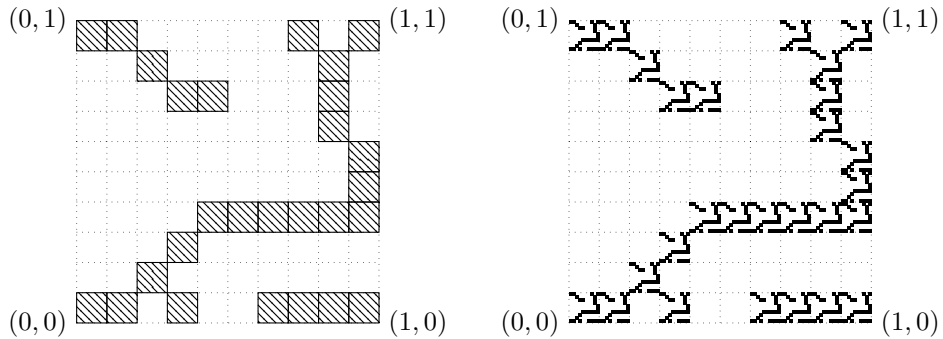 (0, 1) (1, 1) (0, 1) (1, 1)
(0, 0) (1, 0) (0, 0) (1, 0)